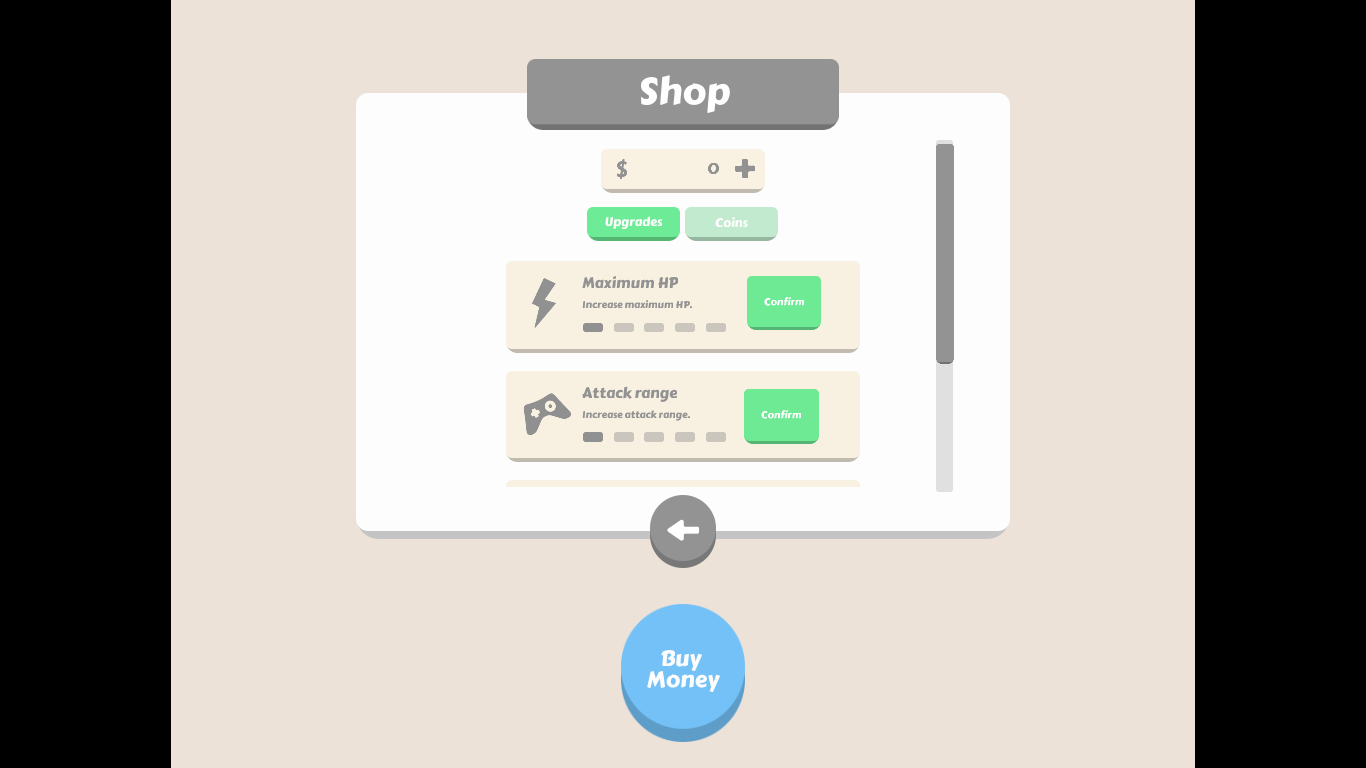 Shop
$ 0
Upgrades Coins
Maximum HP
Increase maximum HP.
Confirm
Attack range
Increase attack range.
Confirm
Buy
Money